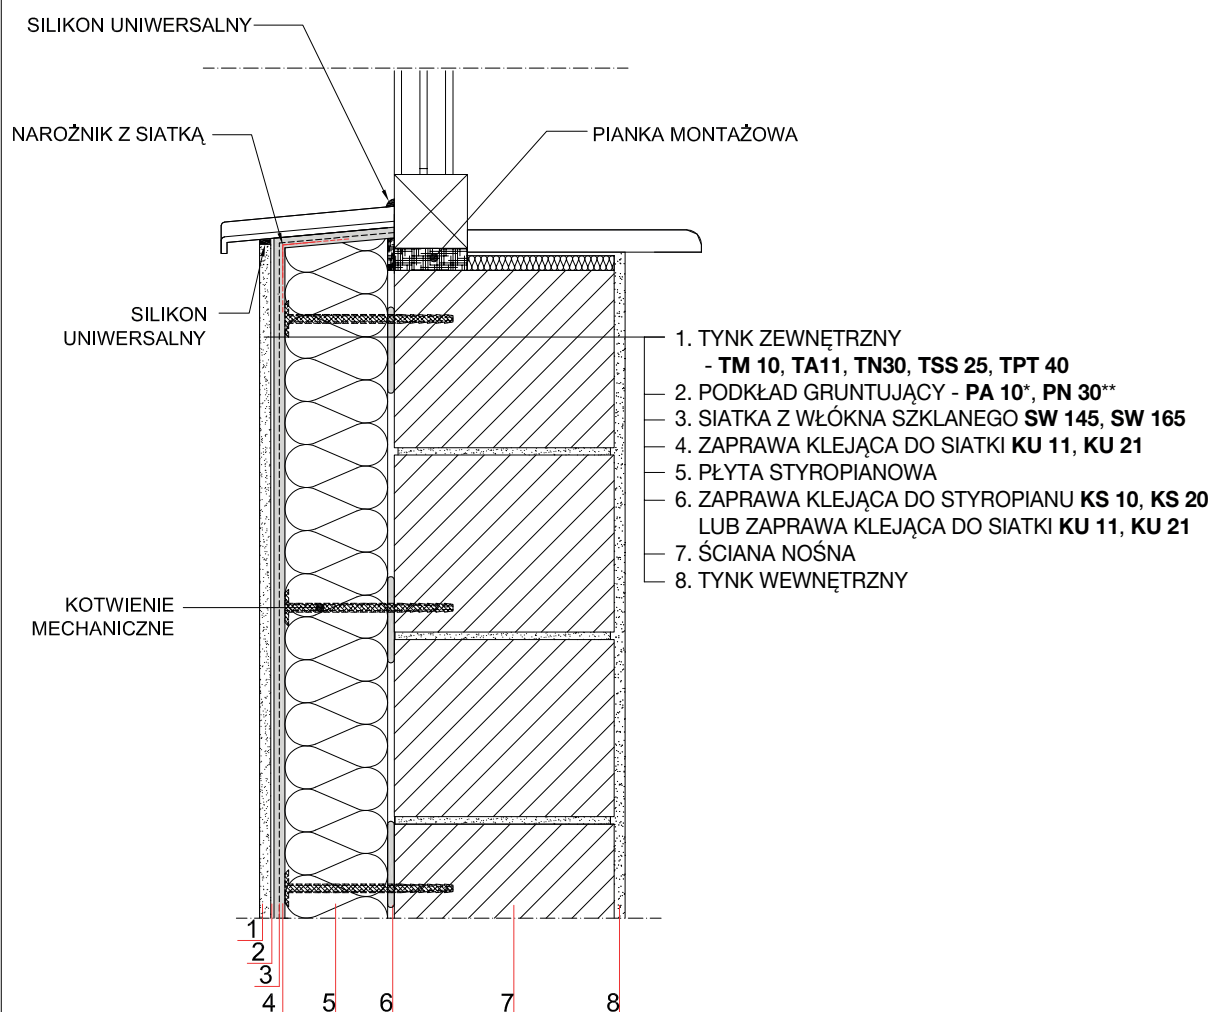 SILIKON UNIWERSALNY
NAROŻNIK Z SIATKĄ
PIANKA MONTAŻOWA
SILIKON
UNIWERSALNY
1. TYNK ZEWNĘTRZNY
- TM 10, TA11, TN30, TSS 25, TPT 40
2. PODKŁAD GRUNTUJĄCY - PA 10*, PN 30**
3. SIATKA Z WŁÓKNA SZKLANEGO SW 145, SW 165
4. ZAPRAWA KLEJĄCA DO SIATKI KU 11, KU 21
5. PŁYTA STYROPIANOWA
6. ZAPRAWA KLEJĄCA DO STYROPIANU KS 10, KS 20
LUB ZAPRAWA KLEJĄCA DO SIATKI KU 11, KU 21
7. ŚCIANA NOŚNA
8. TYNK WEWNĘTRZNY
KOTWIENIE
MECHANICZNE
1
2
3
4 5 6 7 8